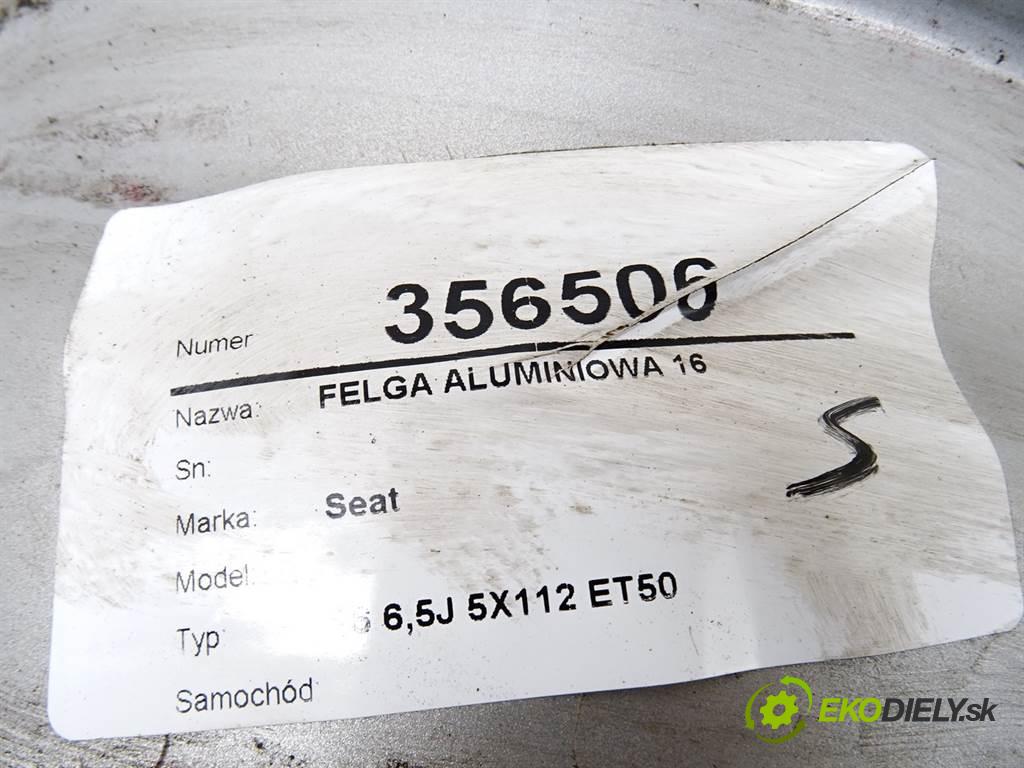 Numer 356506
Nazwa: FELGA ALUMINIOWA 16
Sn:
Marka: Seat
S
Model:
Typ 6,5J 5X112 ET50
Samochód
EKODIELY.sk